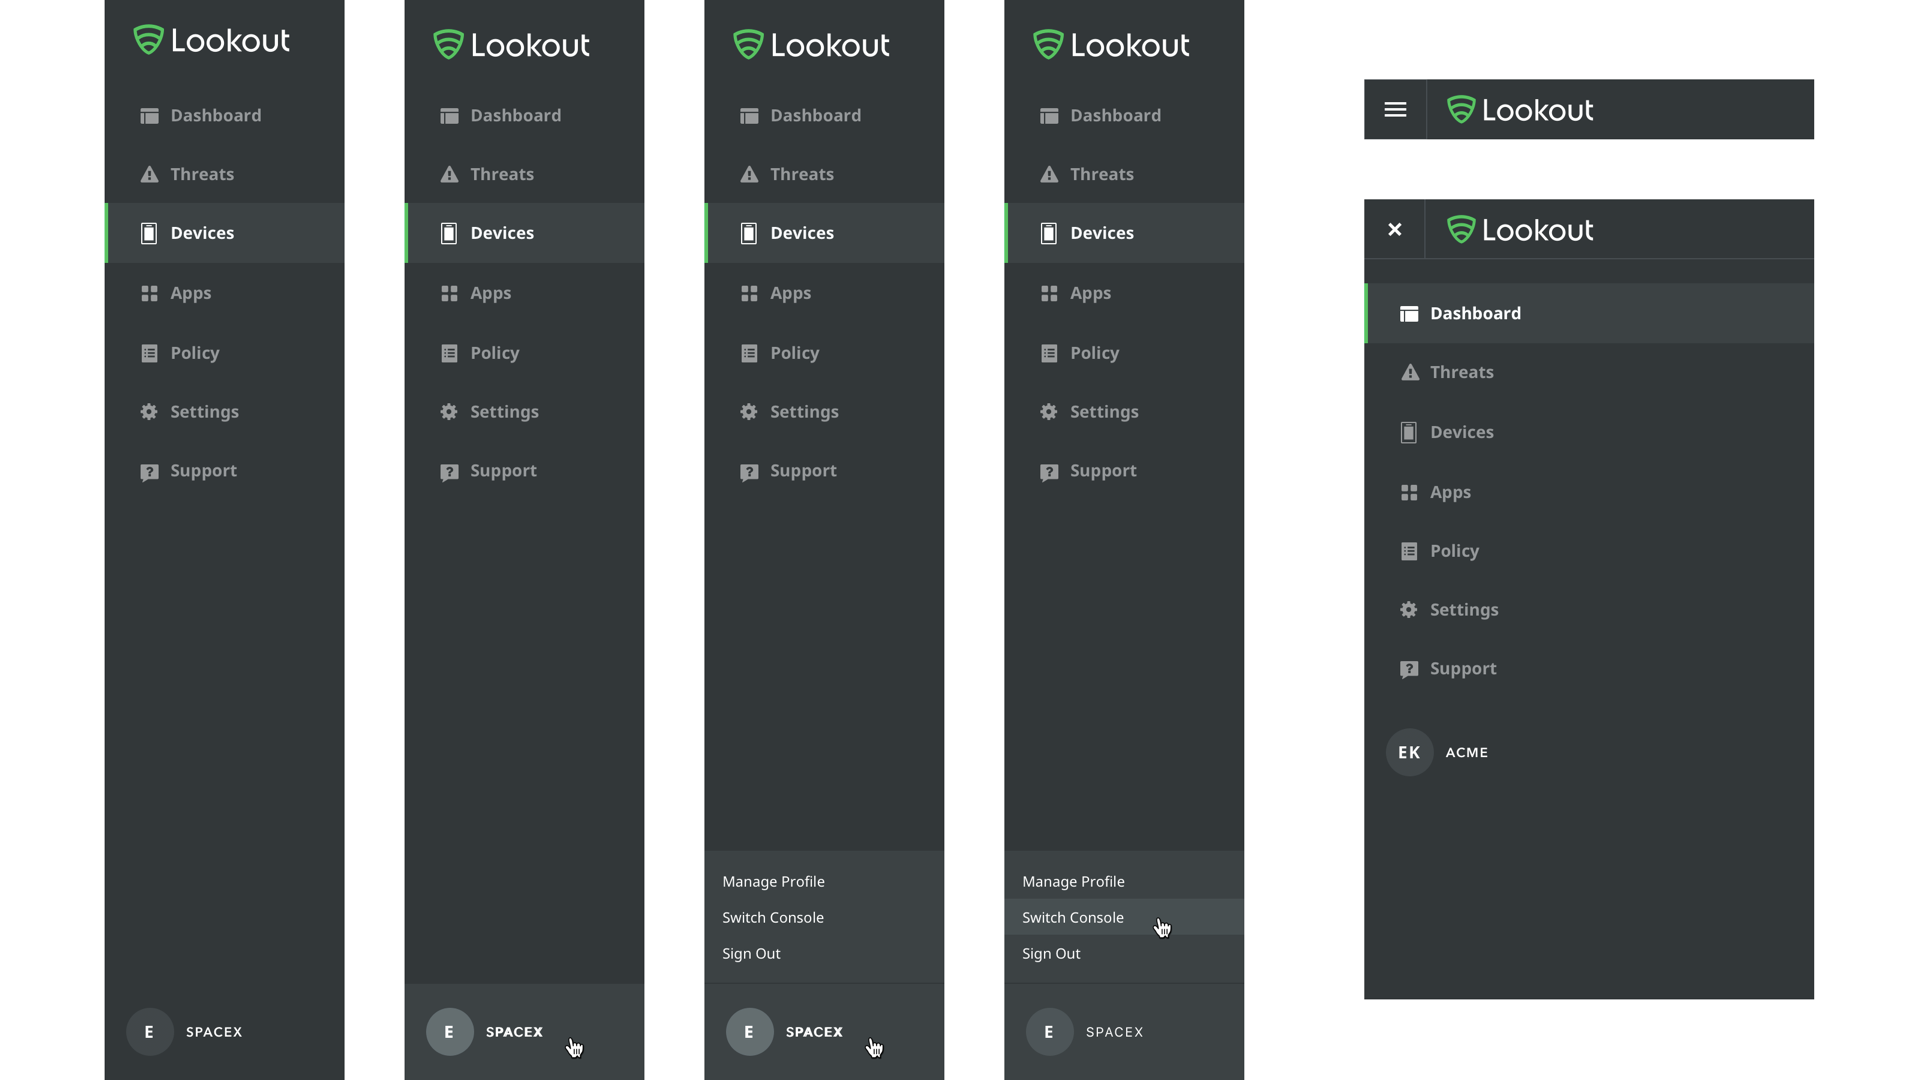 Lookout
Dashboard
Threats
Devices
Apps
Policy
Settings
Support
E SPACEX
Lookout
Dashboard
Threats
Devices
Apps
Policy
Settings
Support
E SPACEX
Lookout
Dashboard
Threats
Devices
Apps
Policy
Settings
Support
Manage Profile
Switch Console
Sign Out
E SPACEX
Lookout
Dashboard
Threats
Devices
Apps
Policy
Settings
Support
Manage Profile
Switch Console
Sign Out
E SPACEX
Lookout
Lookout
Dashboard
Threats
Devices
Apps
Policy
Settings
Support
EK ACME